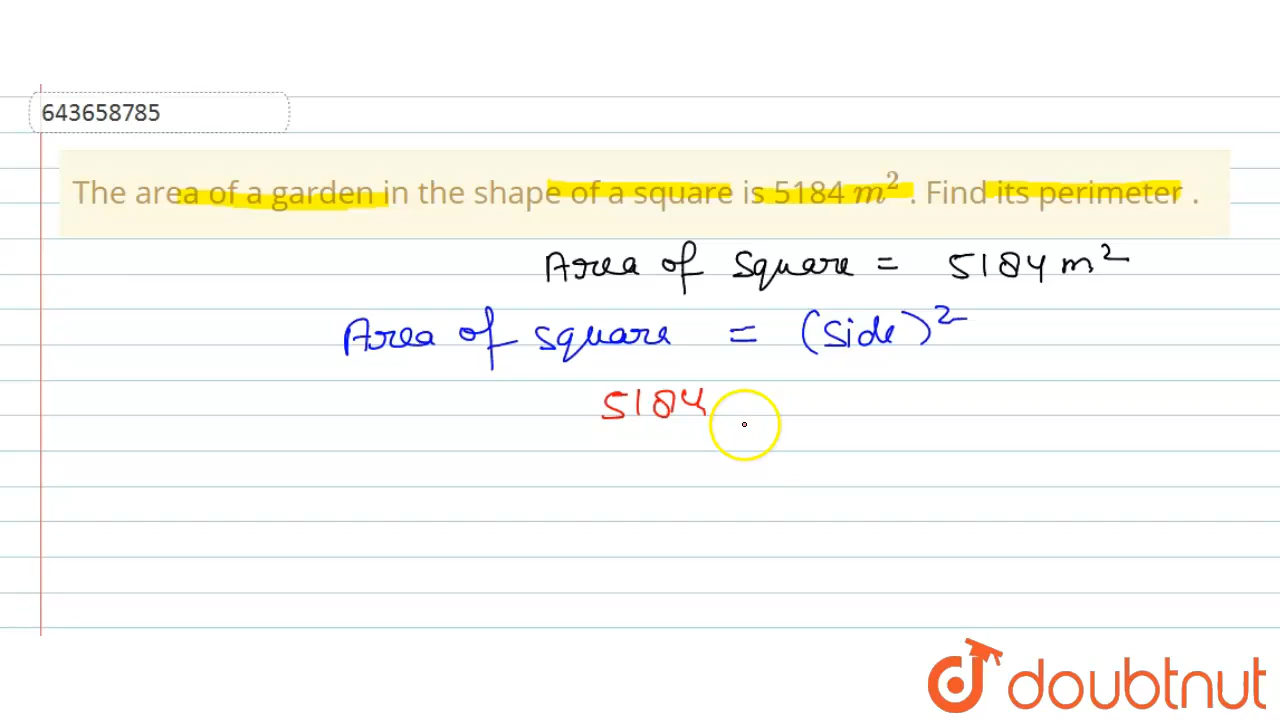 643658785
The area of a garden in the shape of a square is 5184 m². Find its perimeter .
Area of square = 5184 m²
Area of square = (side)²
5184
doubtnut